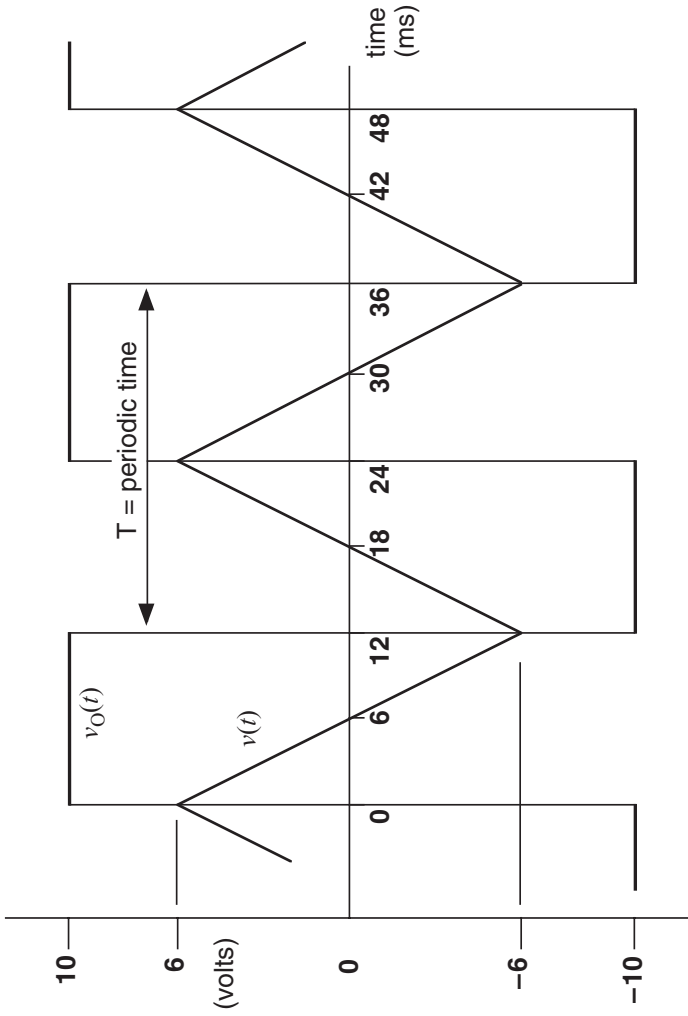 10
6
(volts)
0
−6
−10
v_O(t)
v(t)
T = periodic time
0
6
12
18
24
30
36
42
48
time
(ms)